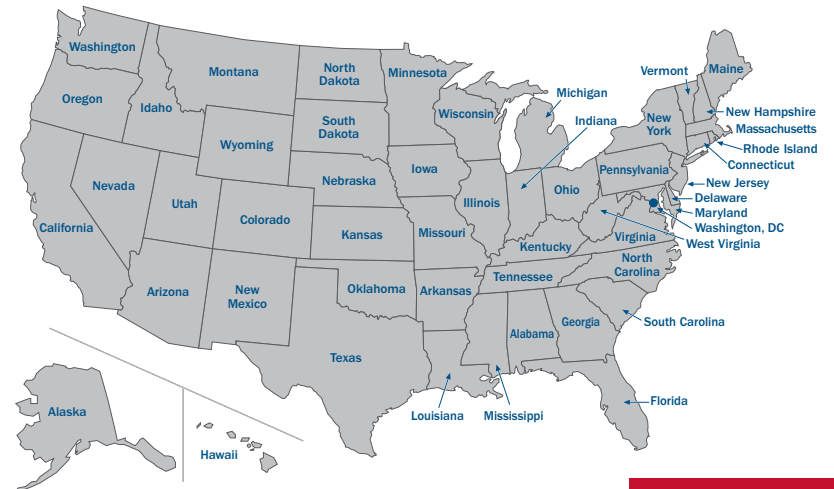 Washington
Montana
North
Dakota
Minnesota
Maine
Vermont
Oregon
Idaho
Michigan
Wisconsin
New Hampshire
New
York
Massachusetts
Indiana
South
Dakota
Wyoming
Rhode Island
Connecticut
Iowa
Pennsylvania
Nebraska
New Jersey
Nevada
Ohio
Utah
Illinois
Delaware
Colorado
Maryland
California
Kansas
Missouri
Washington, DC
Virginia
West Virginia
Kentucky
North
Carolina
Tennessee
Arizona
New
Mexico
Oklahoma
Arkansas
South Carolina
Georgia
Alabama
Texas
Florida
Alaska
Louisiana
Mississippi
Hawaii